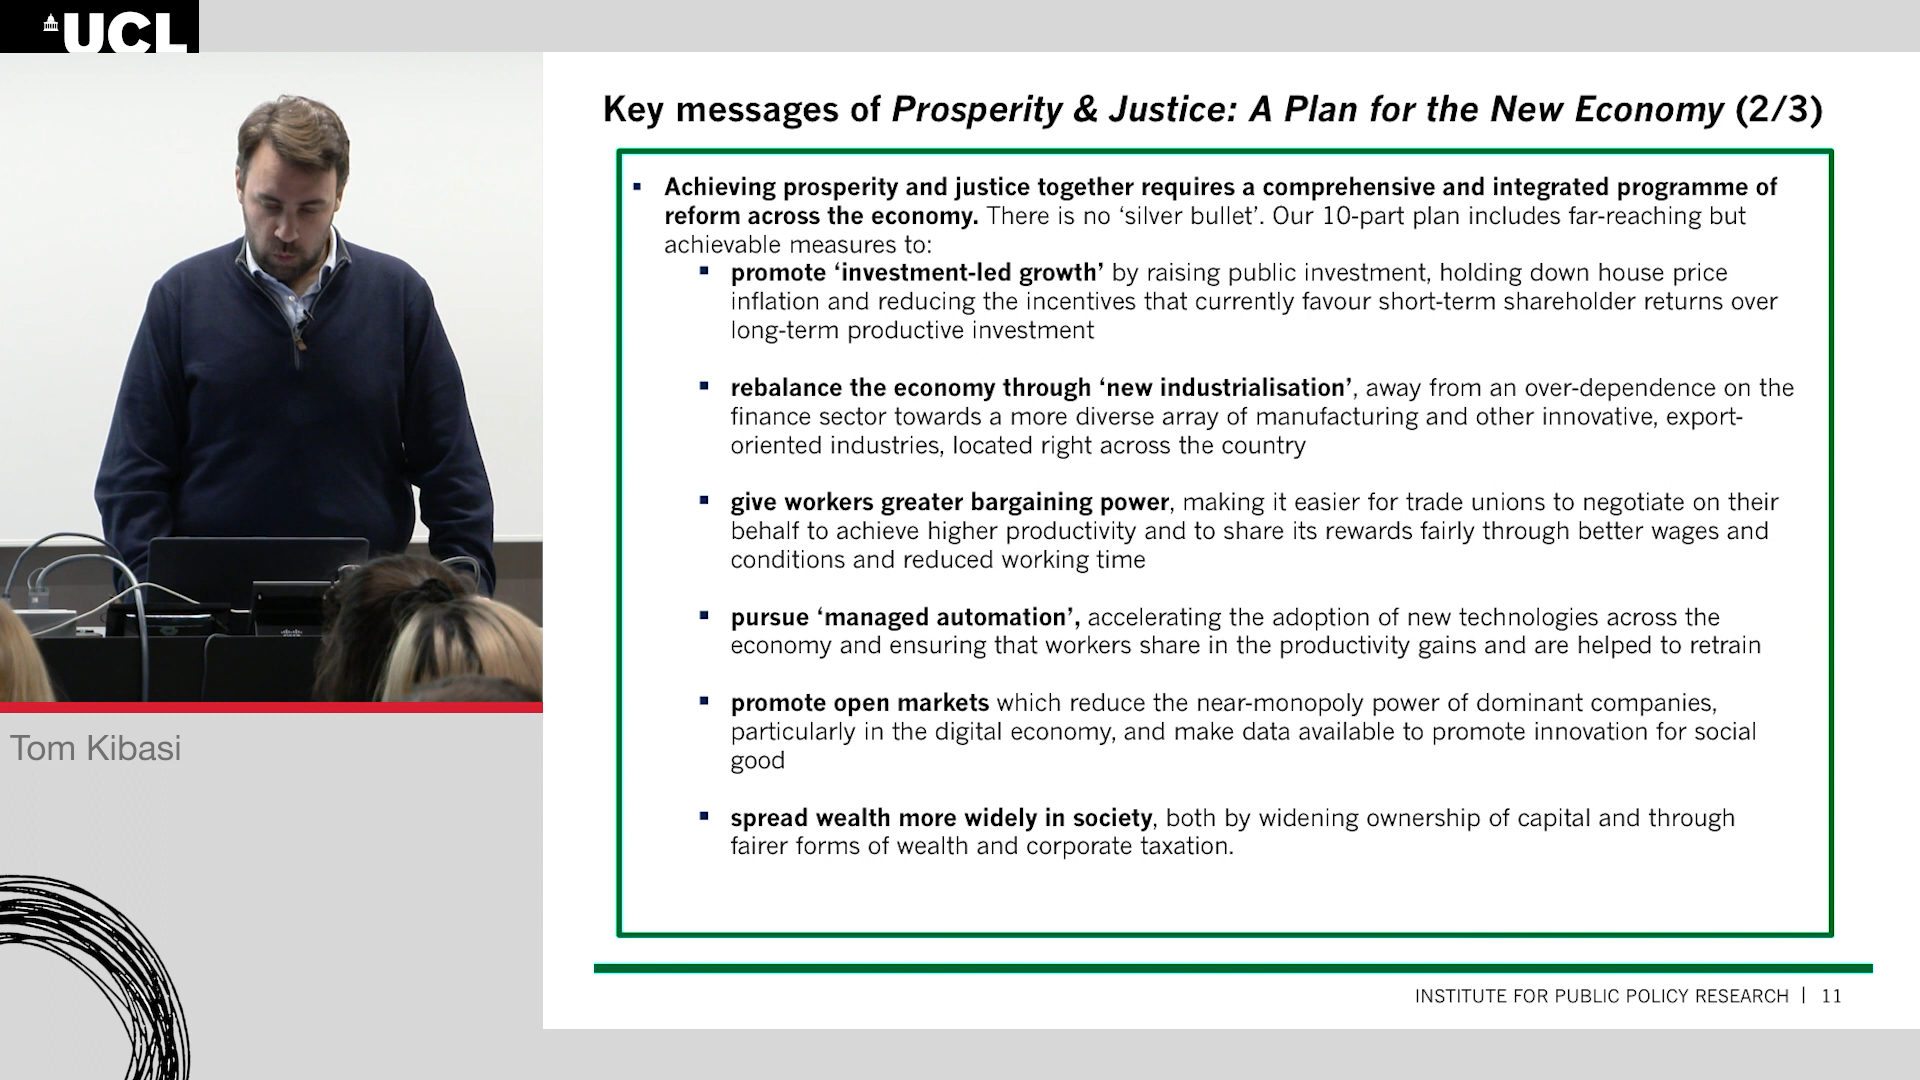 UCL
Key messages of Prosperity & Justice: A Plan for the New Economy (2/3)
▪ Achieving prosperity and justice together requires a comprehensive and integrated programme of
reform across the economy. There is no ‘silver bullet’. Our 10-part plan includes far-reaching but
achievable measures to:
▪ promote ‘investment-led growth’ by raising public investment, holding down house price
inflation and reducing the incentives that currently favour short-term shareholder returns over
long-term productive investment
▪ rebalance the economy through ‘new industrialisation’, away from an over-dependence on the
finance sector towards a more diverse array of manufacturing and other innovative, export-
oriented industries, located right across the country
▪ give workers greater bargaining power, making it easier for trade unions to negotiate on their
behalf to achieve higher productivity and to share its rewards fairly through better wages and
conditions and reduced working time
▪ pursue ‘managed automation’, accelerating the adoption of new technologies across the
economy and ensuring that workers share in the productivity gains and are helped to retrain
▪ promote open markets which reduce the near-monopoly power of dominant companies,
particularly in the digital economy, and make data available to promote innovation for social
good
▪ spread wealth more widely in society, both by widening ownership of capital and through
fairer forms of wealth and corporate taxation.
INSTITUTE FOR PUBLIC POLICY RESEARCH | 11
Tom Kibasi